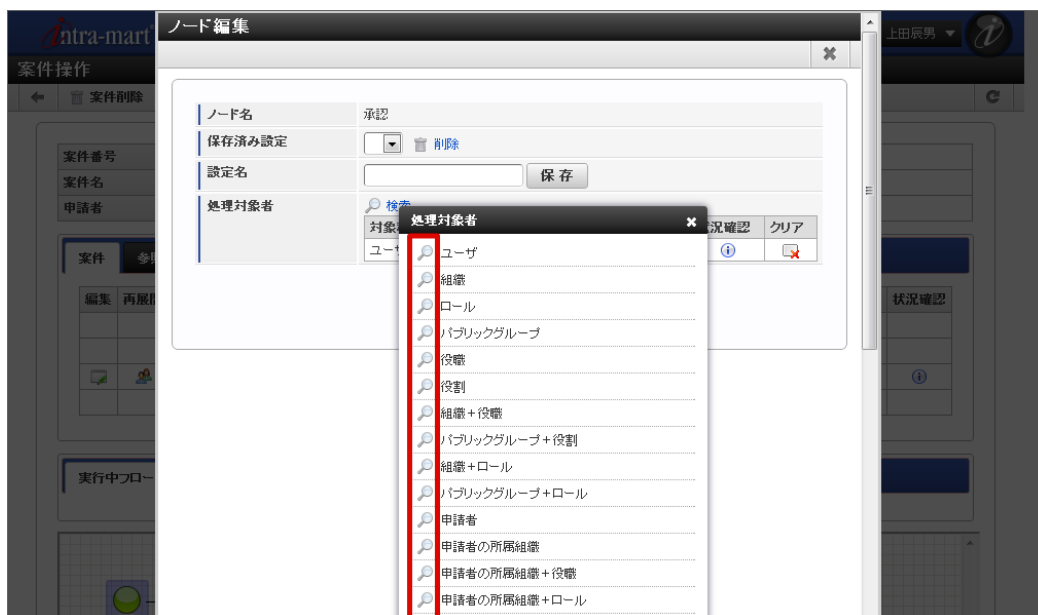 intra-mart
ノード編集
上田辰男
案件操作
案件削除
ノード名
承認
保存済み設定
削除
設定名
保存
処理対象者
検索
案件番号
案件名
申請者
処理対象者
対象
状況確認
クリア
ユーザ
組織
ロール
パブリックグループ
役職
役割
組織+役職
パブリックグループ+役割
組織+ロール
パブリックグループ+ロール
申請者
申請者の所属組織
申請者の所属組織+役職
申請者の所属組織+ロール
案件
編集
再展開
状況確認
実行中フロー